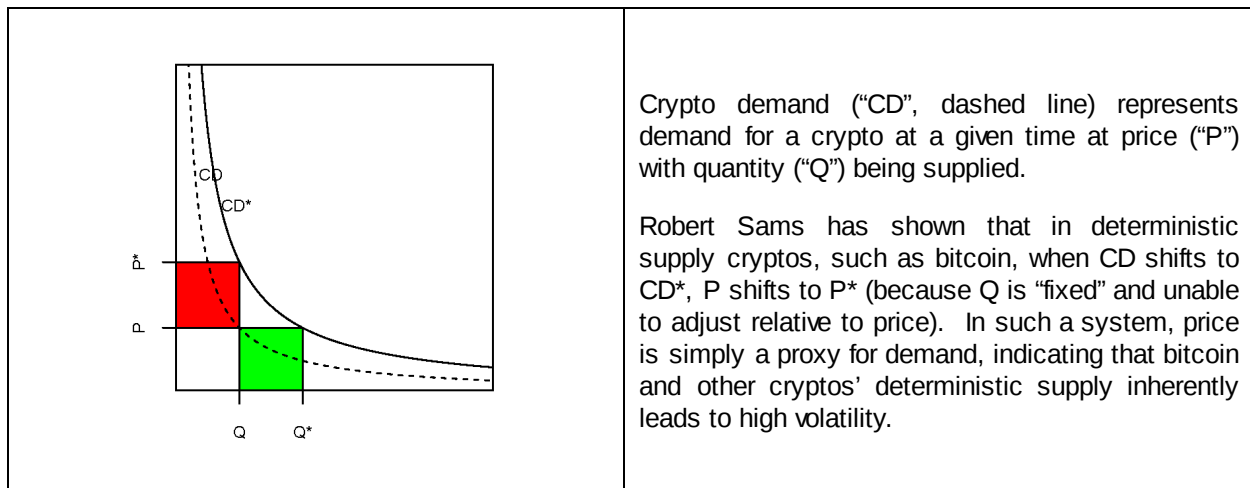 CD
CD*
P*
P
Q
Q*
Crypto demand (“CD”, dashed line) represents
demand for a crypto at a given time at price (“P”)
with quantity (“Q”) being supplied.
Robert Sams has shown that in deterministic
supply cryptos, such as bitcoin, when CD shifts to
CD*, P shifts to P* (because Q is “fixed” and unable
to adjust relative to price). In such a system, price
is simply a proxy for demand, indicating that bitcoin
and other cryptos’ deterministic supply inherently
leads to high volatility.